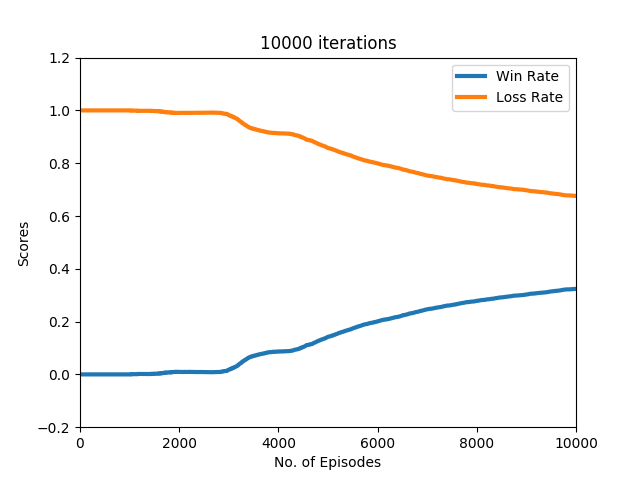 10000 iterations
Win Rate
Loss Rate
1.2
1.0
0.8
0.6
0.4
0.2
0.0
−0.2
Scores
0 2000 4000 6000 8000 10000
No. of Episodes